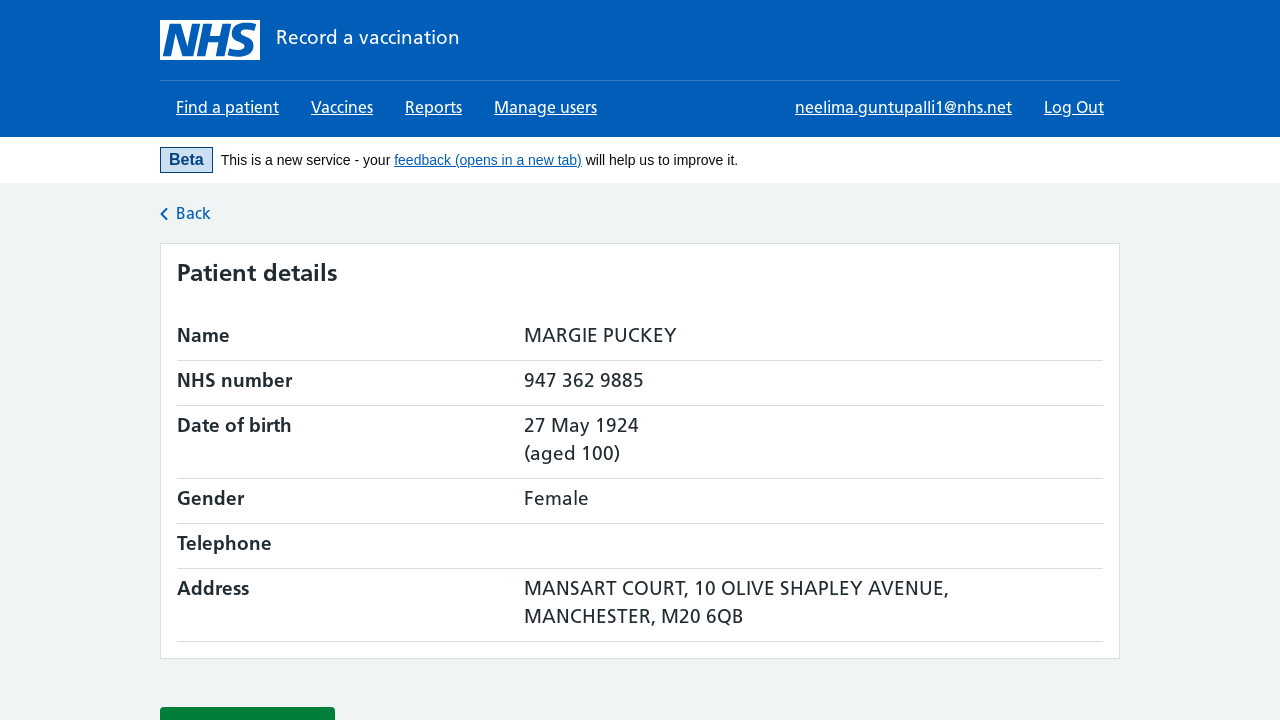 NHS Record a vaccination
Find a patient Vaccines Reports Manage users neelima.guntupalli1@nhs.net Log Out
Beta This is a new service - your feedback (opens in a new tab) will help us to improve it.
Back
Patient details
Name MARGIE PUCKEY
NHS number 947 362 9885
Date of birth 27 May 1924
(aged 100)
Gender Female
Telephone
Address MANSART COURT, 10 OLIVE SHAPLEY AVENUE,
MANCHESTER, M20 6QB